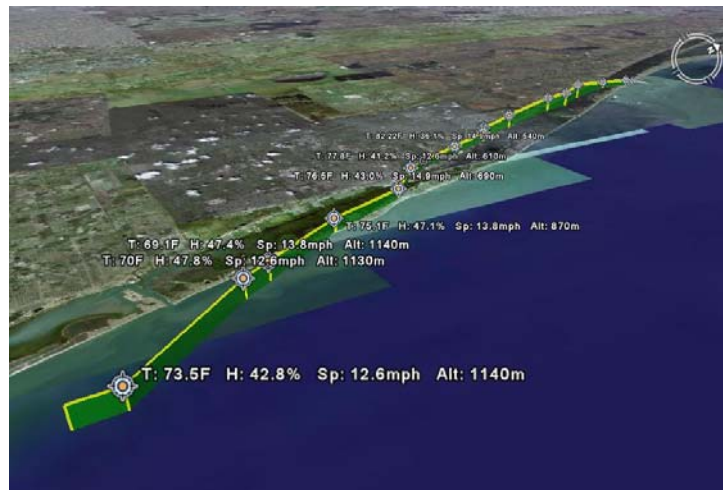 T: 82.22F H: 36.1% Sp: 14.9mph Alt: 540m
T: 77.8F H: 41.2% Sp: 12.6mph Alt: 610m
T: 76.5F H: 43.0% Sp: 14.9mph Alt: 690m
T: 75.1F H: 47.1% Sp: 13.8mph Alt: 870m
T: 69.1F H: 47.4% Sp: 13.8mph Alt: 1140m
T: 70F H: 47.8% Sp: 12.6mph Alt: 1130m
T: 73.5F H: 42.8% Sp: 12.6mph Alt: 1140m